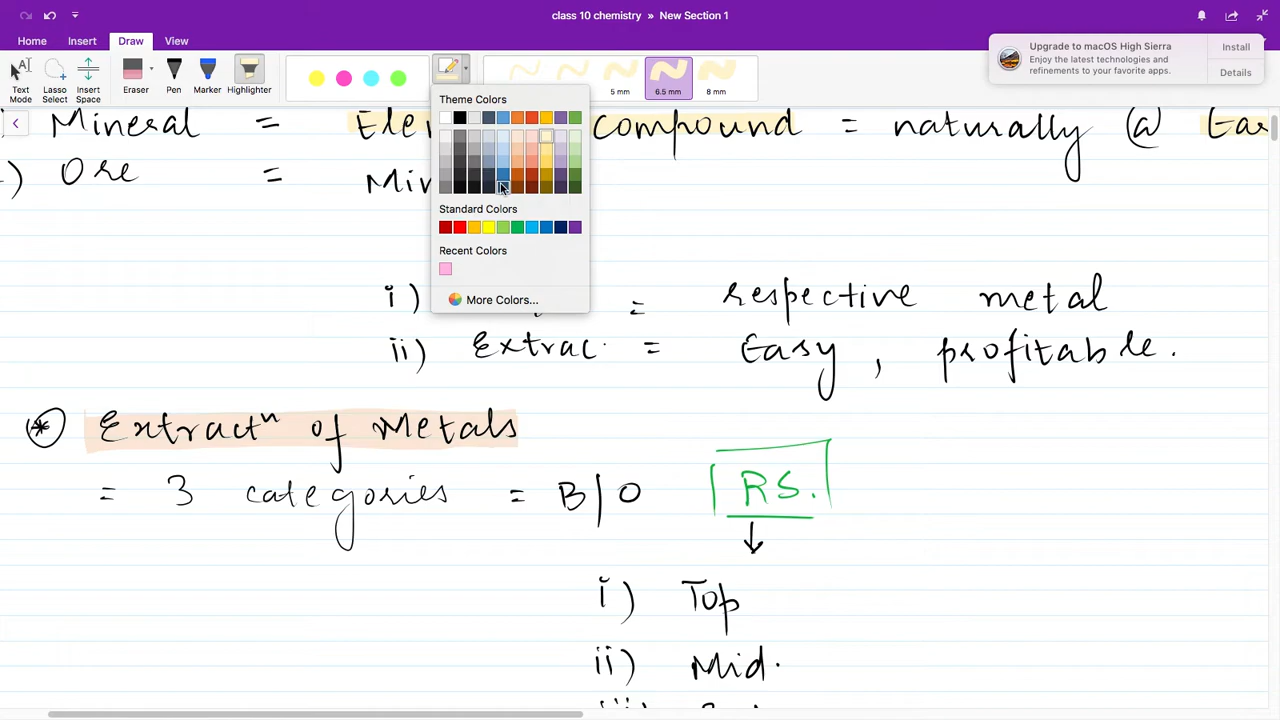 class 10 chemistry » New Section 1
Home Insert Draw View
Upgrade to macOS High Sierra
Enjoy the latest technologies and
refinements to your favorite apps.
Install
Details
Text
Mode
Lasso
Select
Insert
Space
Eraser
Pen
Marker
Highlighter
5 mm
6.5 mm
8 mm
Theme Colors
Standard Colors
Recent Colors
More Colors...
Mineral = compound = naturally @
) Ore =
i) = respective metal
ii) Extrac. = Easy, profitable.
* Extractⁿ of Metals
= 3 categories = B|O RS.
↓
i) Top
ii) Mid.